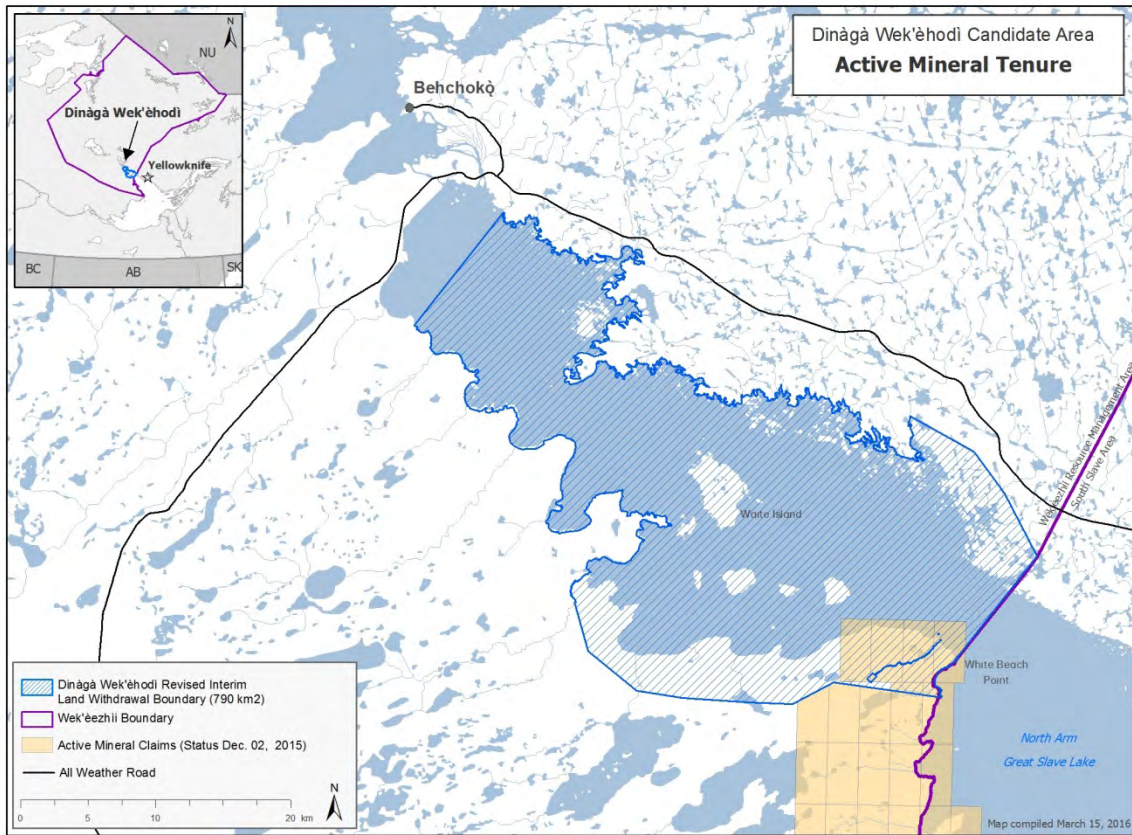 Dinàgà Wek'èhodì Candidate Area
Active Mineral Tenure
N
NU
Dinàgà Wek'èhodì
Yellowknife
BC
AB
SK
Behchokǫ̀
Wek'èezhìi Resource Management Area
South Slave Area
Waite Island
White Beach
Point
North Arm
Great Slave Lake
Dinàgà Wek'èhodì Revised Interim
Land Withdrawal Boundary (790 km2)
Wek'èezhìi Boundary
Active Mineral Claims (Status Dec. 02, 2015)
All Weather Road
N
0 5 10 20 km
Map compiled March 15, 2016